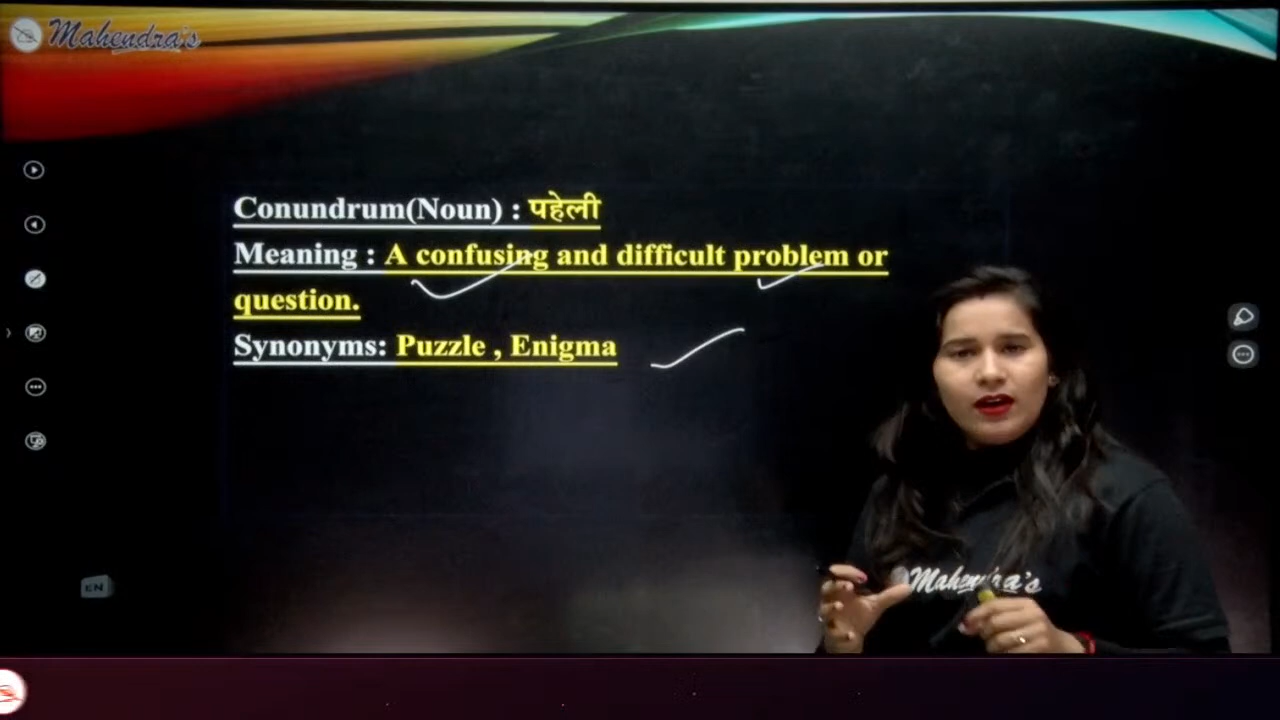 Mahendra's
Conundrum(Noun) : पहेली
Meaning : A confusing and difficult problem or
question.
Synonyms: Puzzle , Enigma
EN
Mahendra's